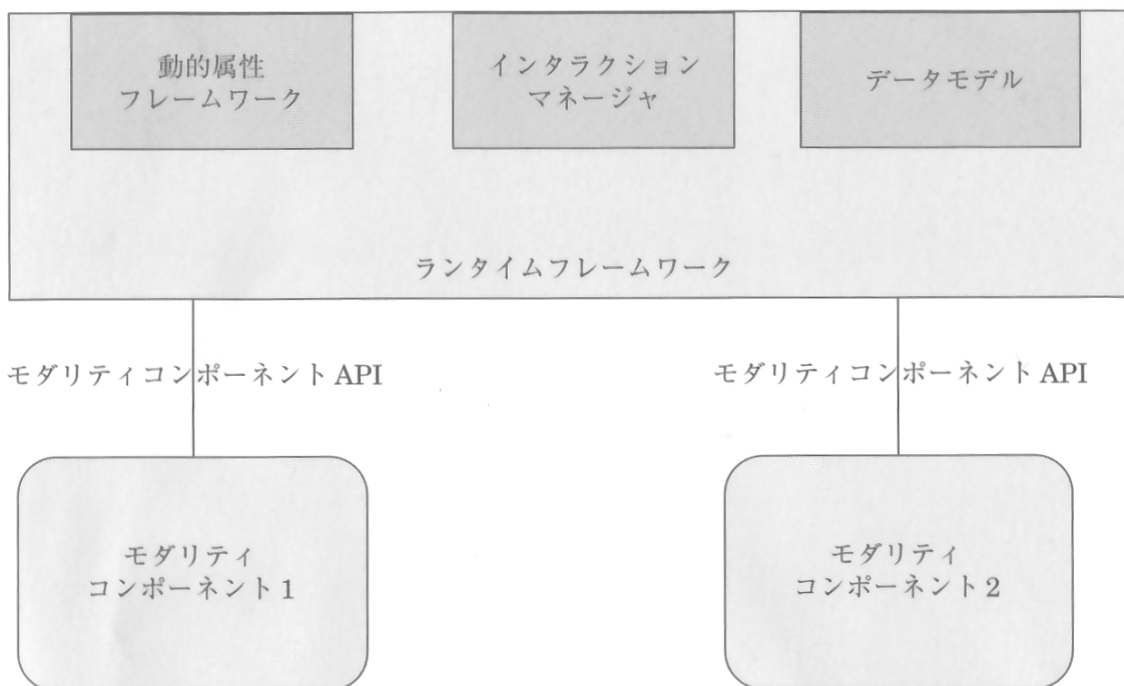 動的属性
フレームワーク
インタラクション
マネージャ
データモデル
ランタイムフレームワーク
モダリティコンポーネント API
モダリティコンポーネント API
モダリティ
コンポーネント 1
モダリティ
コンポーネント 2